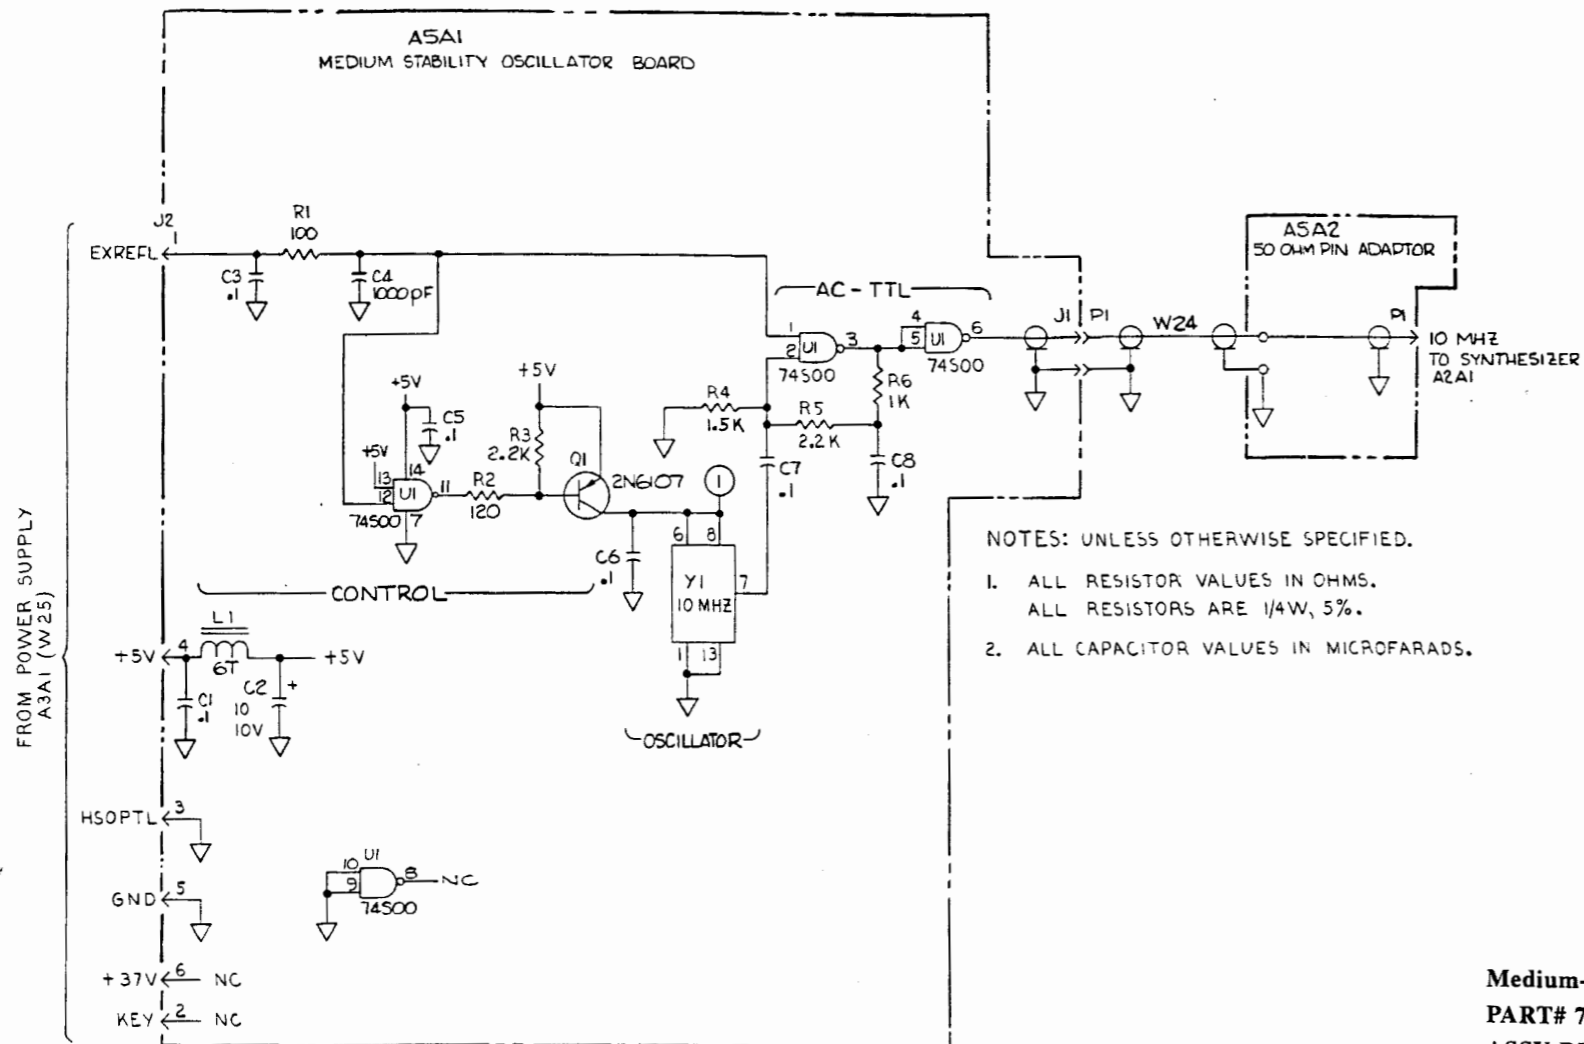 A5A1
MEDIUM STABILITY OSCILLATOR BOARD
J2
1
EXREFL
R1
100
C3
.1
C4
1000pF
A5A2
50 OHM PIN ADAPTOR
AC-TTL
1
2
U1
3
74S00
4
5
U1
6
74S00
J1
P1
W24
P1
10 MHZ
TO SYNTHESIZER
A2A1
+5V
C5
.1
+5V
13
14
12
U1
11
7
74S00
R2
120
+5V
R3
2.2K
Q1
2N6107
1
R4
1.5K
R5
2.2K
R6
1K
C7
.1
C8
.1
C6
.1
6
8
Y1
10 MHZ
7
1
13
CONTROL
OSCILLATOR
FROM POWER SUPPLY
A3A1 (W25)
+5V
4
L1
6T
+5V
C1
.1
C2
+
10
10V
HSOPTL
3
GND
5
+37V
6
NC
KEY
2
NC
10
9
U1
8
NC
74S00
NOTES: UNLESS OTHERWISE SPECIFIED.
1. ALL RESISTOR VALUES IN OHMS.
ALL RESISTORS ARE 1/4W, 5%.
2. ALL CAPACITOR VALUES IN MICROFARADS.
Medium-
PART# 7